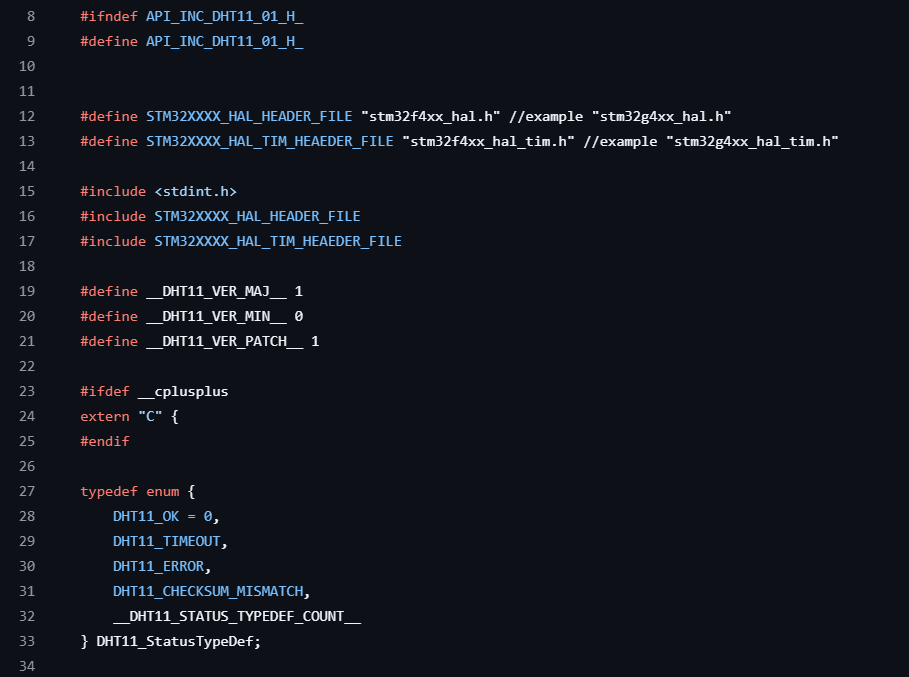 8 #ifndef API_INC_DHT11_01_H_
9 #define API_INC_DHT11_01_H_
10
11
12 #define STM32XXXX_HAL_HEADER_FILE "stm32f4xx_hal.h" //example "stm32g4xx_hal.h"
13 #define STM32XXXX_HAL_TIM_HEAEDER_FILE "stm32f4xx_hal_tim.h" //example "stm32g4xx_hal_tim.h"
14
15 #include <stdint.h>
16 #include STM32XXXX_HAL_HEADER_FILE
17 #include STM32XXXX_HAL_TIM_HEAEDER_FILE
18
19 #define __DHT11_VER_MAJ__ 1
20 #define __DHT11_VER_MIN__ 0
21 #define __DHT11_VER_PATCH__ 1
22
23 #ifdef __cplusplus
24 extern "C" {
25 #endif
26
27 typedef enum {
28 DHT11_OK = 0,
29 DHT11_TIMEOUT,
30 DHT11_ERROR,
31 DHT11_CHECKSUM_MISMATCH,
32 __DHT11_STATUS_TYPEDEF_COUNT__
33 } DHT11_StatusTypeDef;
34